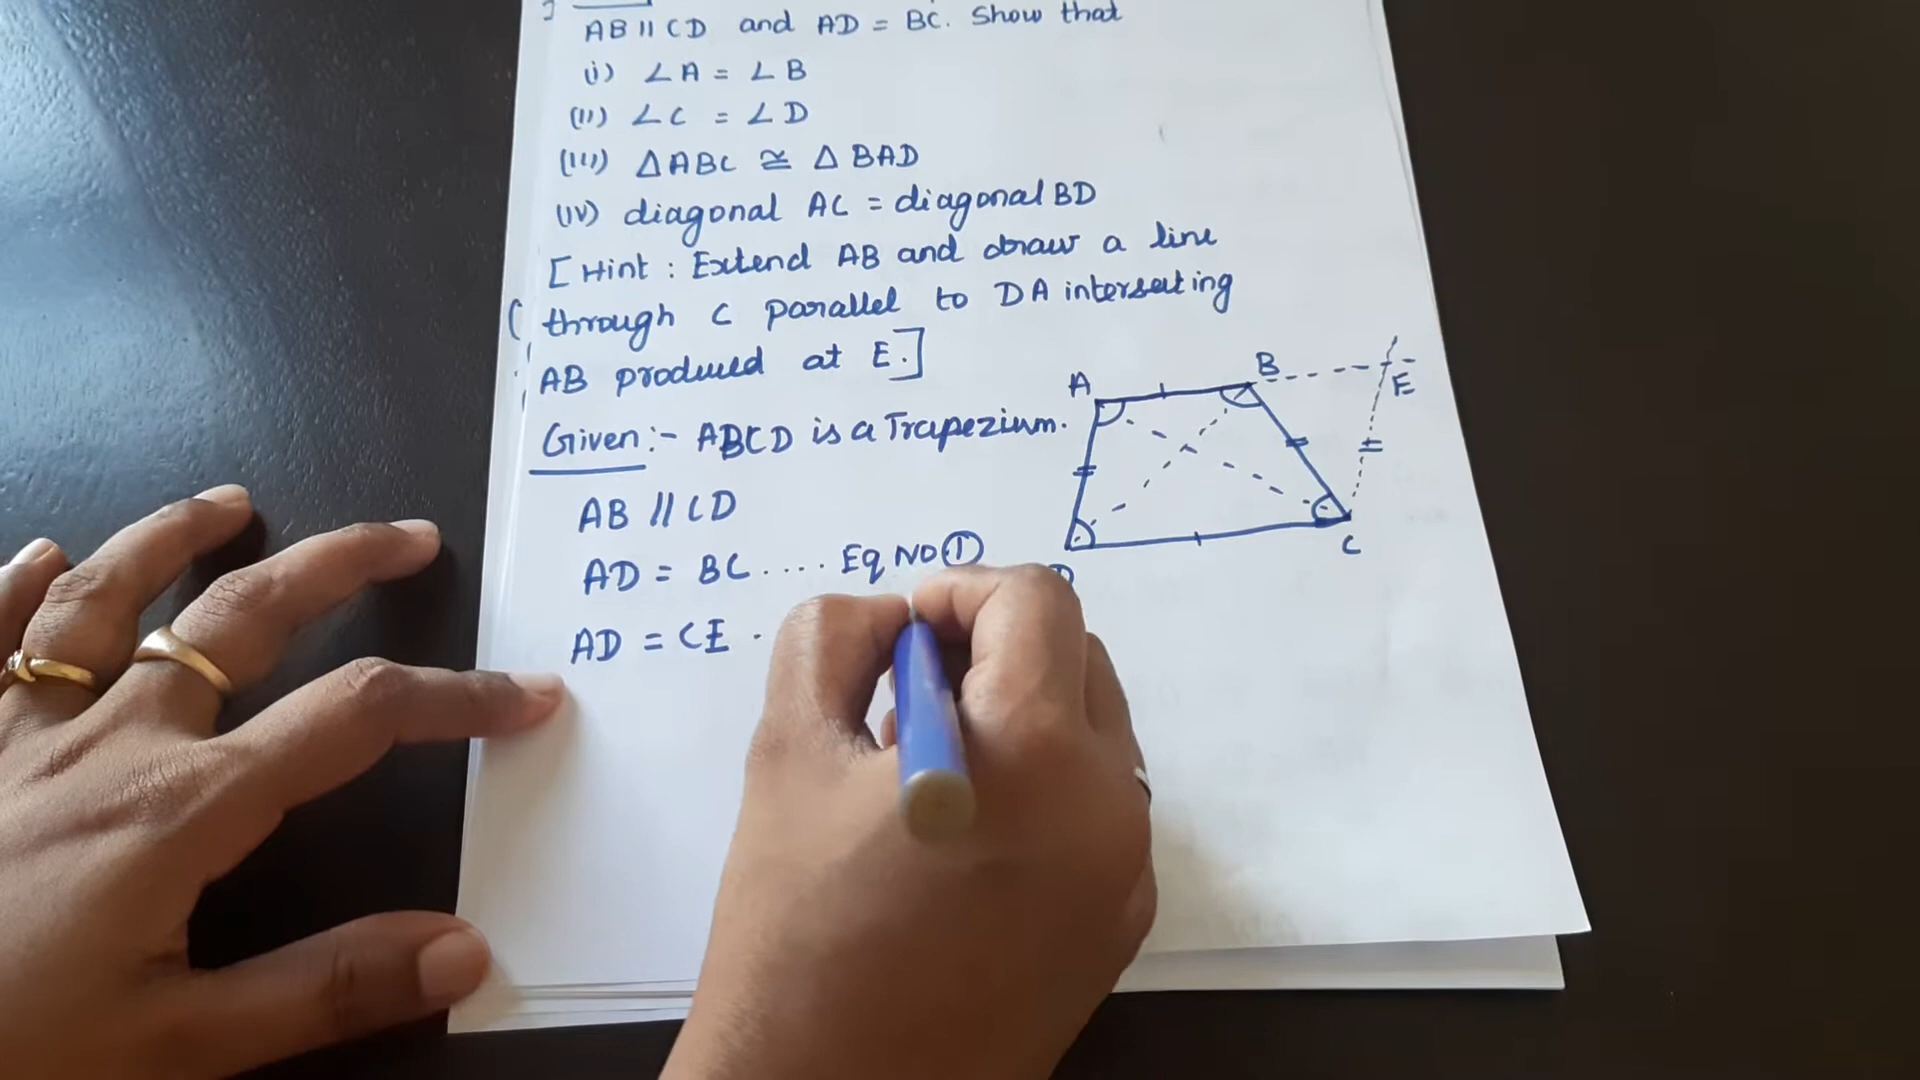 AB || CD and AD = BC. Show that
(i) ∠A = ∠B
(ii) ∠C = ∠D
(iii) △ABC ≅ △BAD
(iv) diagonal AC = diagonal BD
[Hint : Extend AB and draw a line
through C parallel to DA intersecting
AB produced at E.]
Given:- ABCD is a Trapezium.
AB // CD
AD = BC .... Eq No ①
AD = CE .
A
B
E
C
D